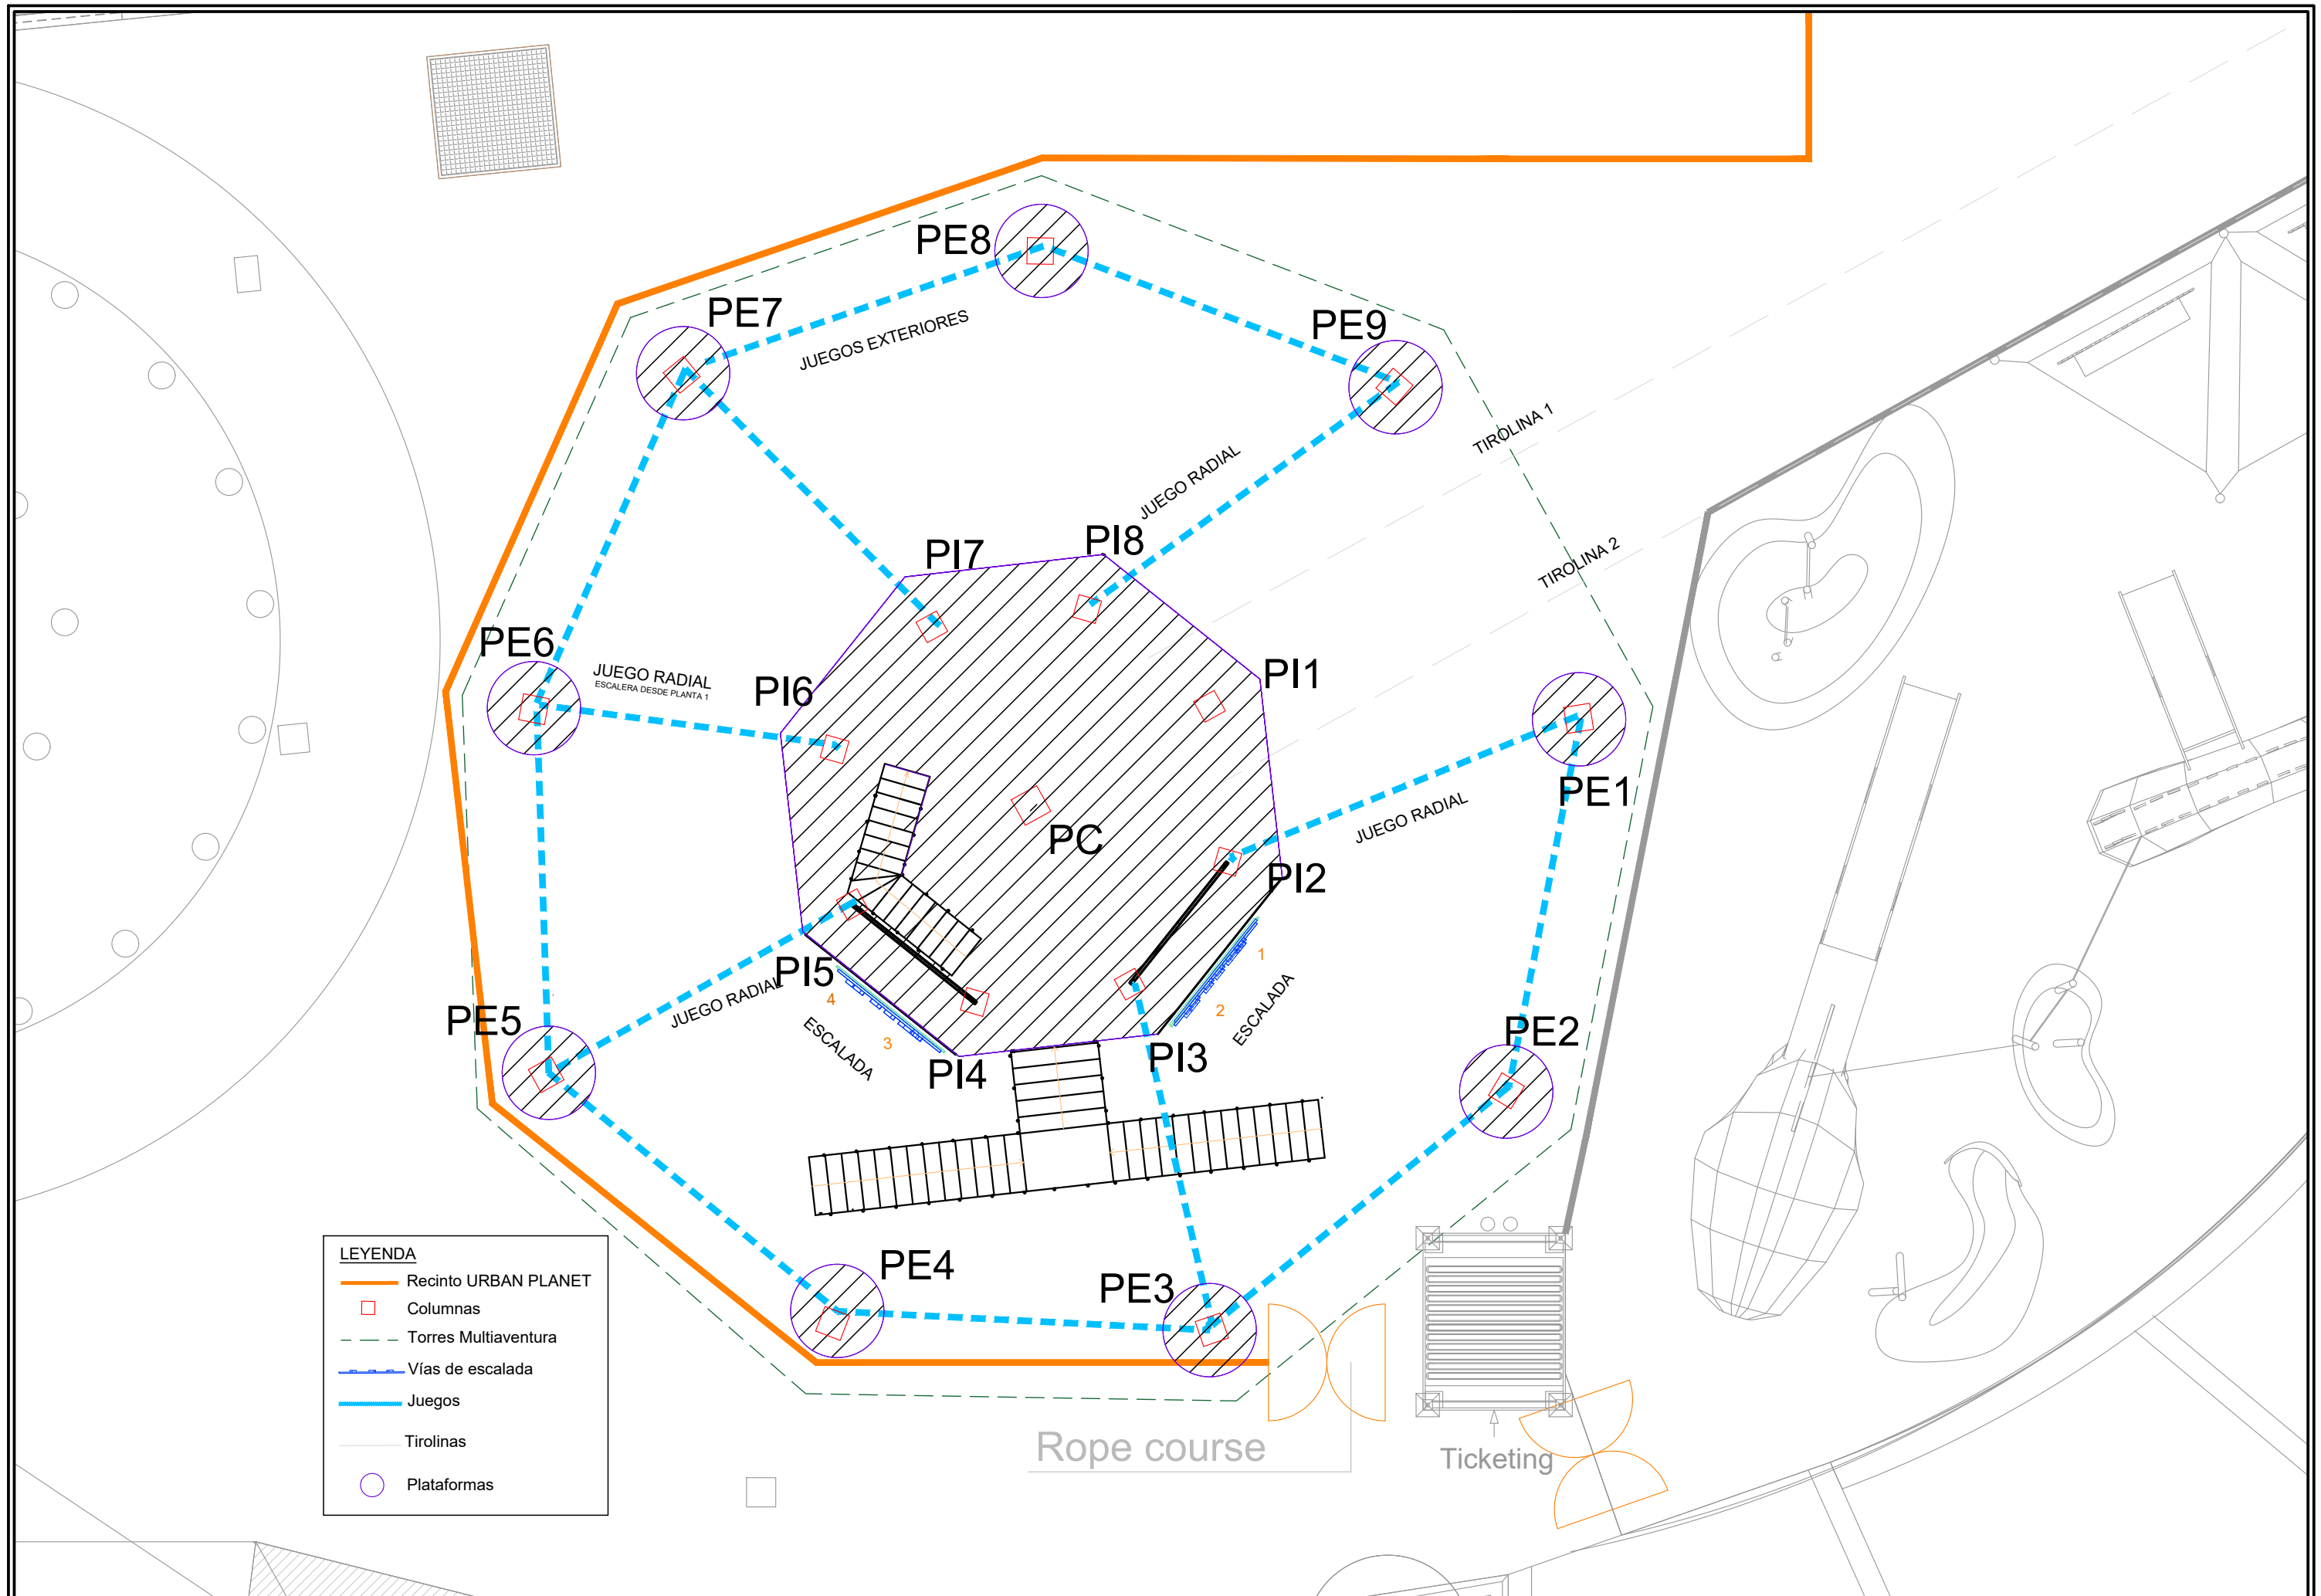 PE8
PE7
JUEGOS EXTERIORES
PE9
TIROLINA 1
JUEGO RADIAL
PI7
PI8
TIROLINA 2
PE6
JUEGO RADIAL
ESCALERA DESDE PLANTA 1
PI6
PI1
PE1
PC
JUEGO RADIAL
PI2
PI5
JUEGO RADIAL
4
3
ESCALADA
1
2
ESCALADA
PE5
PE2
PI4
PI3
PE4
PE3
LEYENDA
Recinto URBAN PLANET
Columnas
Torres Multiaventura
Vías de escalada
Juegos
Tirolinas
Plataformas
Rope course
Ticketing